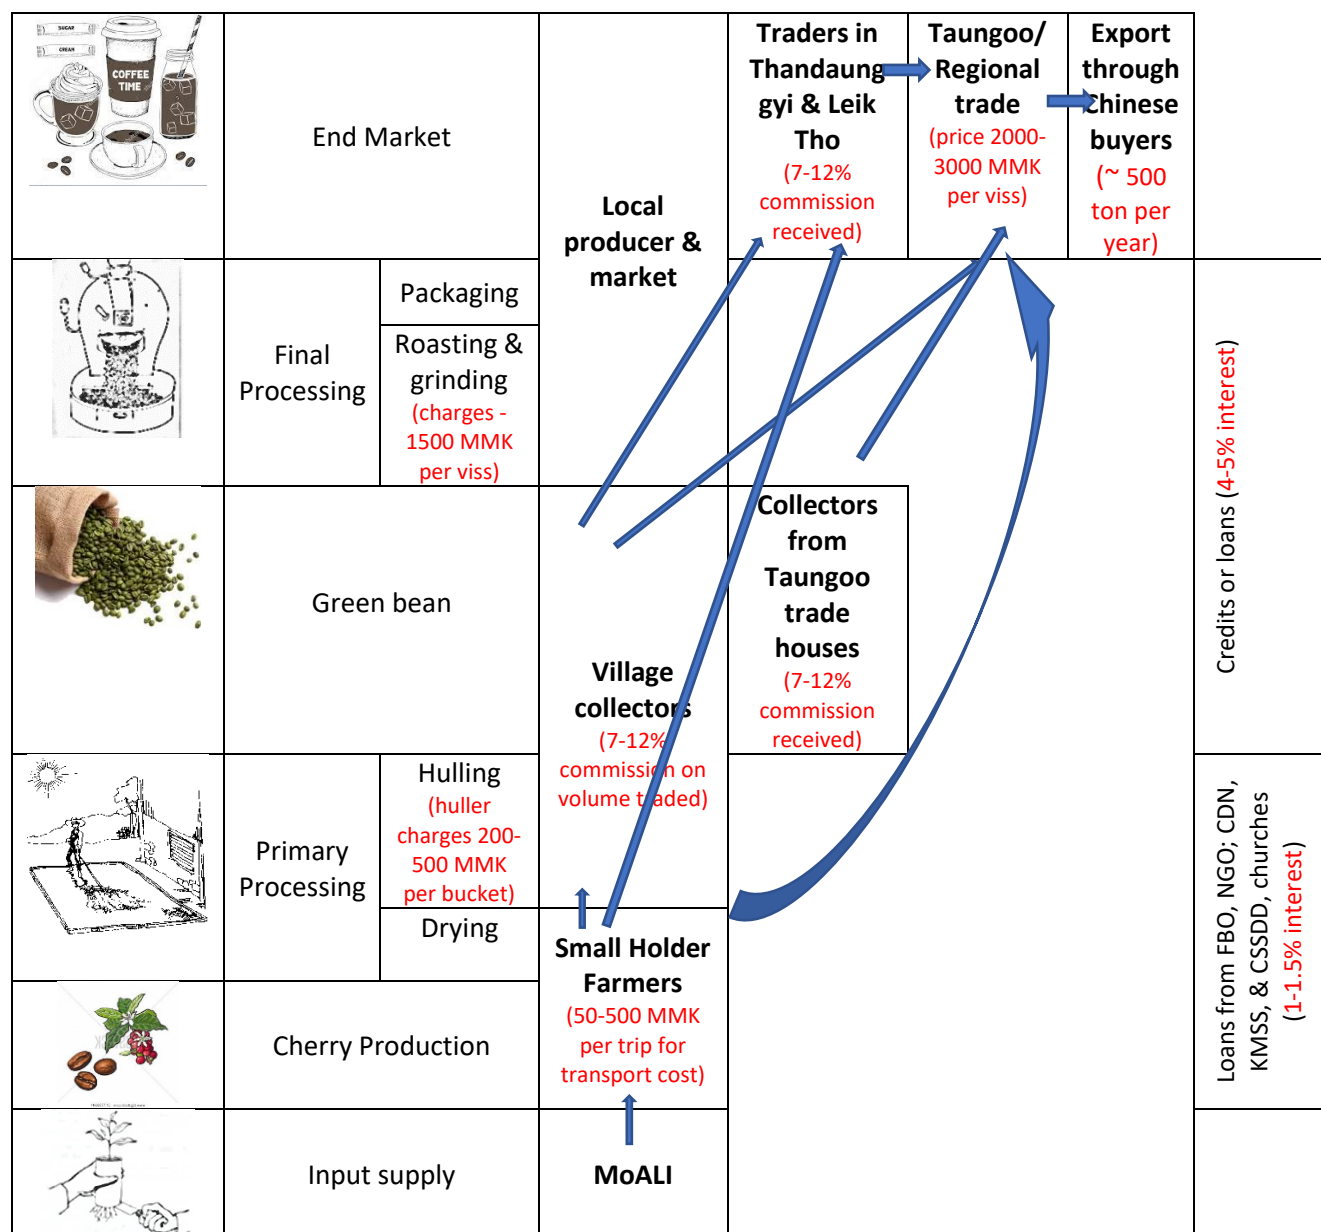 SUGAR
CREAM
COFFEE
TIME
End Market
Local
producer &
market
Traders in
Thandaung
gyi & Leik
Tho
(7-12%
commission
received)
Taungoo/
Regional
trade
(price 2000-
3000 MMK
per viss)
Export
through
Chinese
buyers
(~ 500
ton per
year)
Final
Processing
Packaging
Roasting &
grinding
(charges -
1500 MMK
per viss)
Green bean
Village
collectors
(7-12%
commission on
volume traded)
Collectors
from
Taungoo
trade
houses
(7-12%
commission
received)
Credits or loans (4-5% interest)
Primary
Processing
Hulling
(huller
charges 200-
500 MMK
per bucket)
Drying
Small Holder
Farmers
(50-500 MMK
per trip for
transport cost)
Cherry Production
Loans from FBO, NGO; CDN,
KMSS, & CSSDD, churches
(1-1.5% interest)
Input supply
MoALI